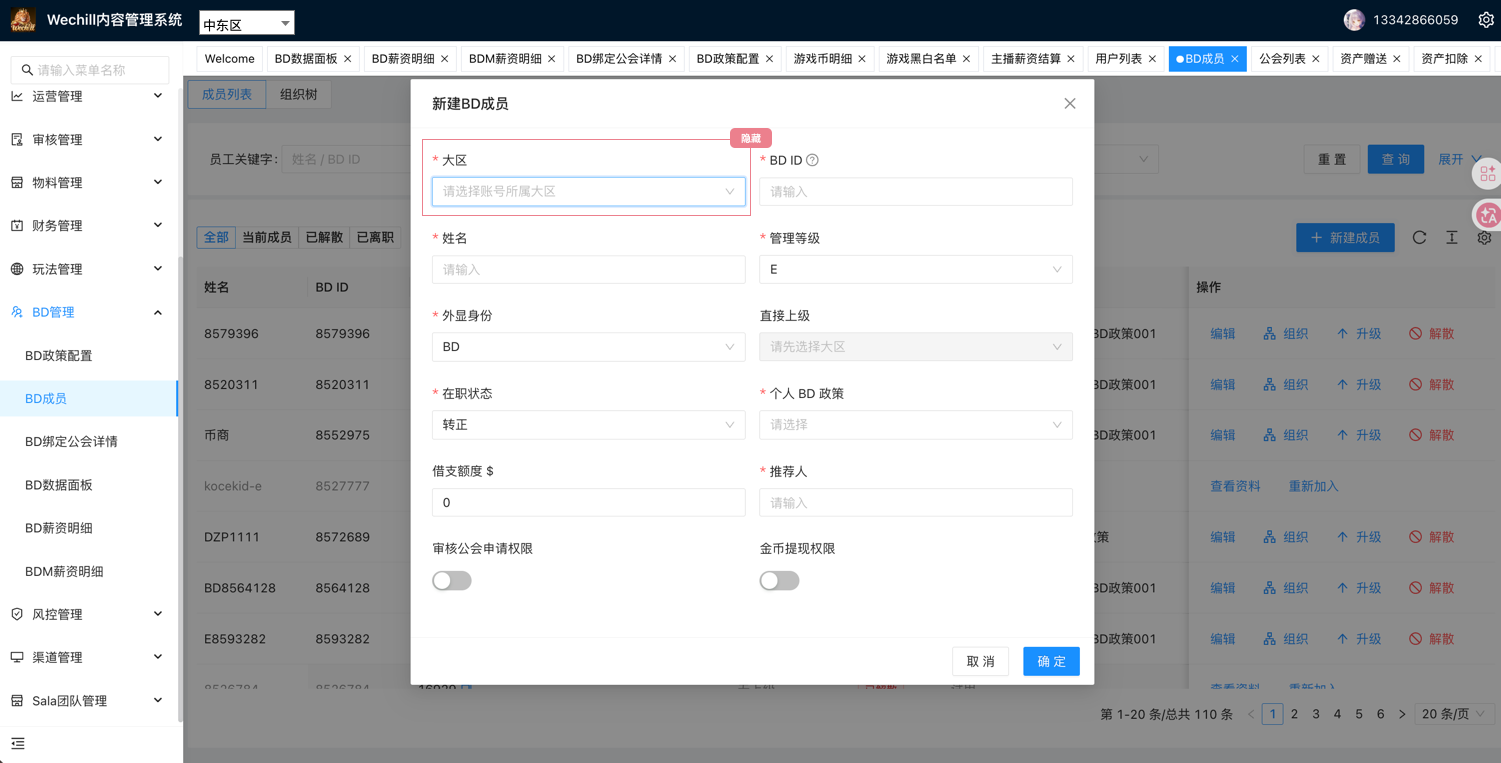 Wechill内容管理系统
中东区
13342866059
请输入菜单名称
Welcome
BD数据面板
BD薪资明细
BDM薪资明细
BD绑定公会详情
BD政策配置
游戏币明细
游戏黑白名单
主播薪资结算
用户列表
BD成员
公会列表
资产赠送
资产扣除
运营管理
审核管理
物料管理
财务管理
玩法管理
BD管理
BD政策配置
BD成员
BD绑定公会详情
BD数据面板
BD薪资明细
BDM薪资明细
风控管理
渠道管理
Sala团队管理
成员列表
组织树
员工关键字:
姓名 / BD ID
重 置
查 询
展开
全部
当前成员
已解散
已离职
+ 新建成员
姓名
BD ID
操作
8579396
8579396
BD政策001
编辑
组织
升级
解散
8520311
8520311
BD政策001
编辑
组织
升级
解散
币商
8552975
BD政策001
编辑
组织
升级
解散
kocekid-e
8527777
查看资料
重新加入
DZP1111
8572689
编辑
组织
升级
解散
BD8564128
8564128
BD政策001
编辑
组织
升级
解散
E8593282
8593282
BD政策001
编辑
组织
升级
解散
第 1-20 条/总共 110 条
1
2
3
4
5
6
20 条/页
新建BD成员
隐藏
* 大区
请选择账号所属大区
* BD ID
请输入
* 姓名
请输入
* 管理等级
E
* 外显身份
BD
直接上级
请先选择大区
* 在职状态
转正
* 个人 BD 政策
请选择
借支额度 $
0
* 推荐人
请输入
审核公会申请权限
金币提现权限
取 消
确 定